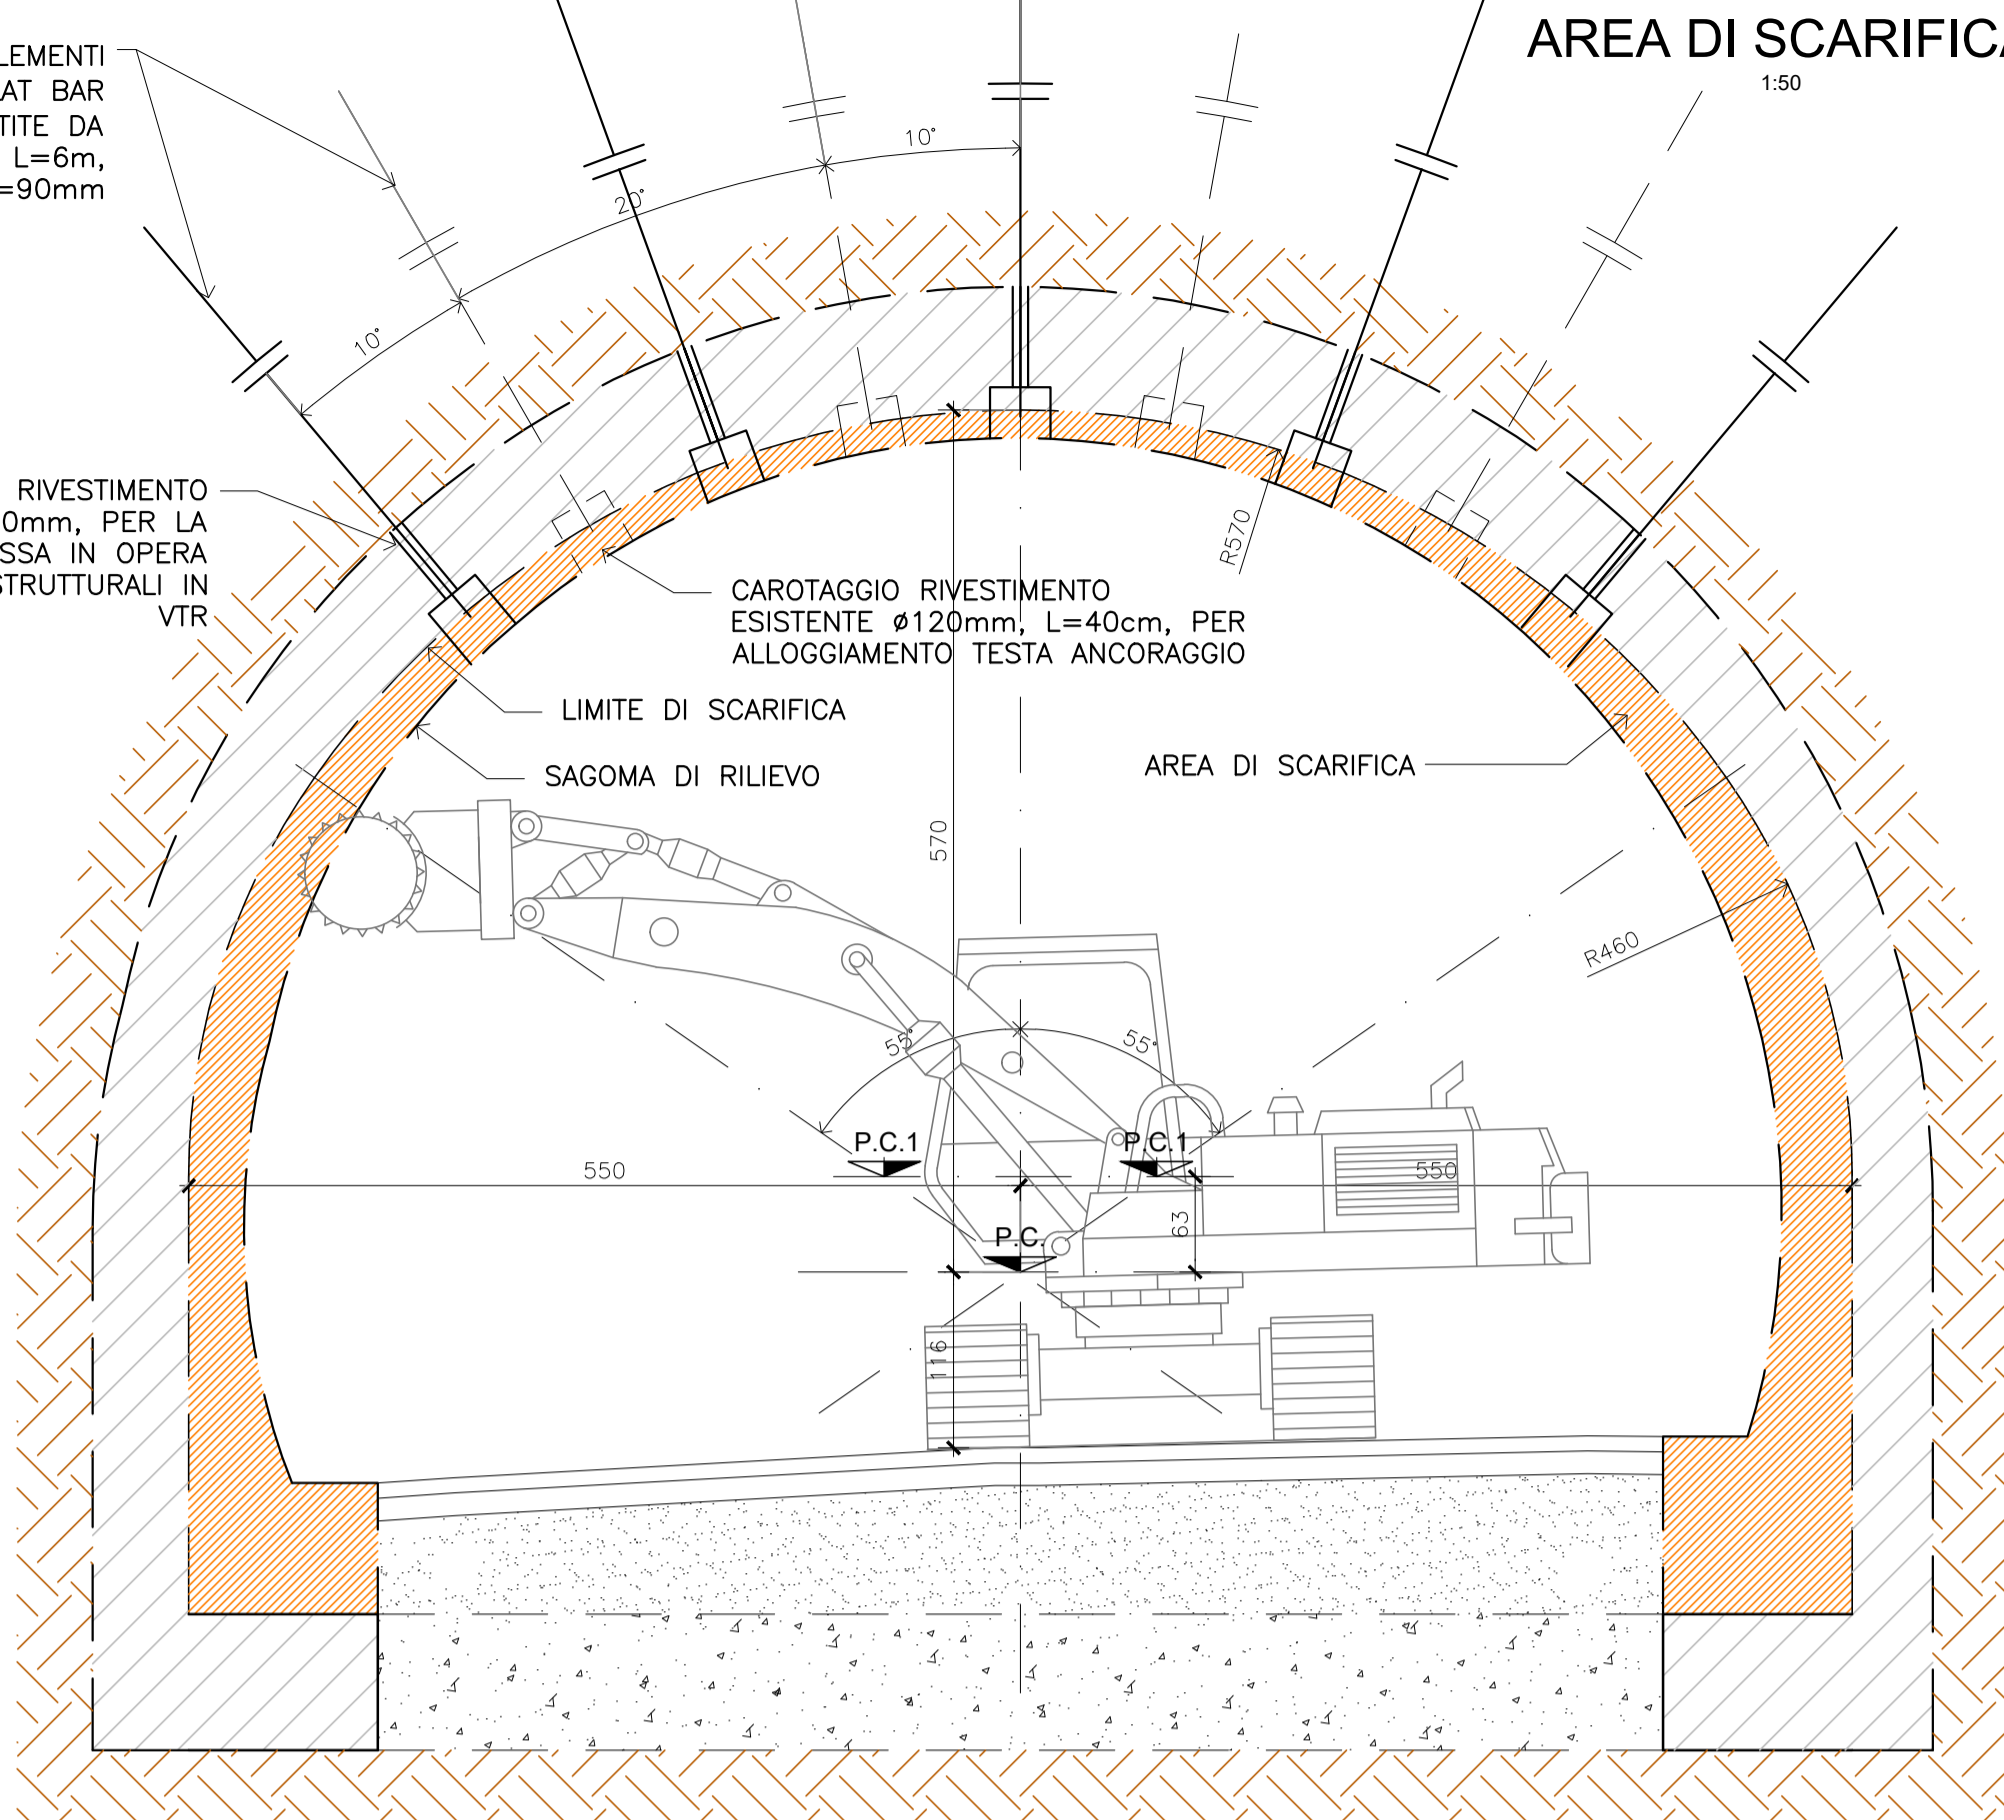 AREA DI SCARIFICA
1:50
LEMENTI
AT BAR
TITE DA
L=6m,
=90mm
10°
20°
10°
RIVESTIMENTO
0mm, PER LA
SSA IN OPERA
STRUTTURALI IN
VTR
R570
CAROTAGGIO RIVESTIMENTO
ESISTENTE ø120mm, L=40cm, PER
ALLOGGIAMENTO TESTA ANCORAGGIO
LIMITE DI SCARIFICA
SAGOMA DI RILIEVO
AREA DI SCARIFICA
570
R460
55°
55°
P.C.1
P.C.1
550
550
63
P.C.
116